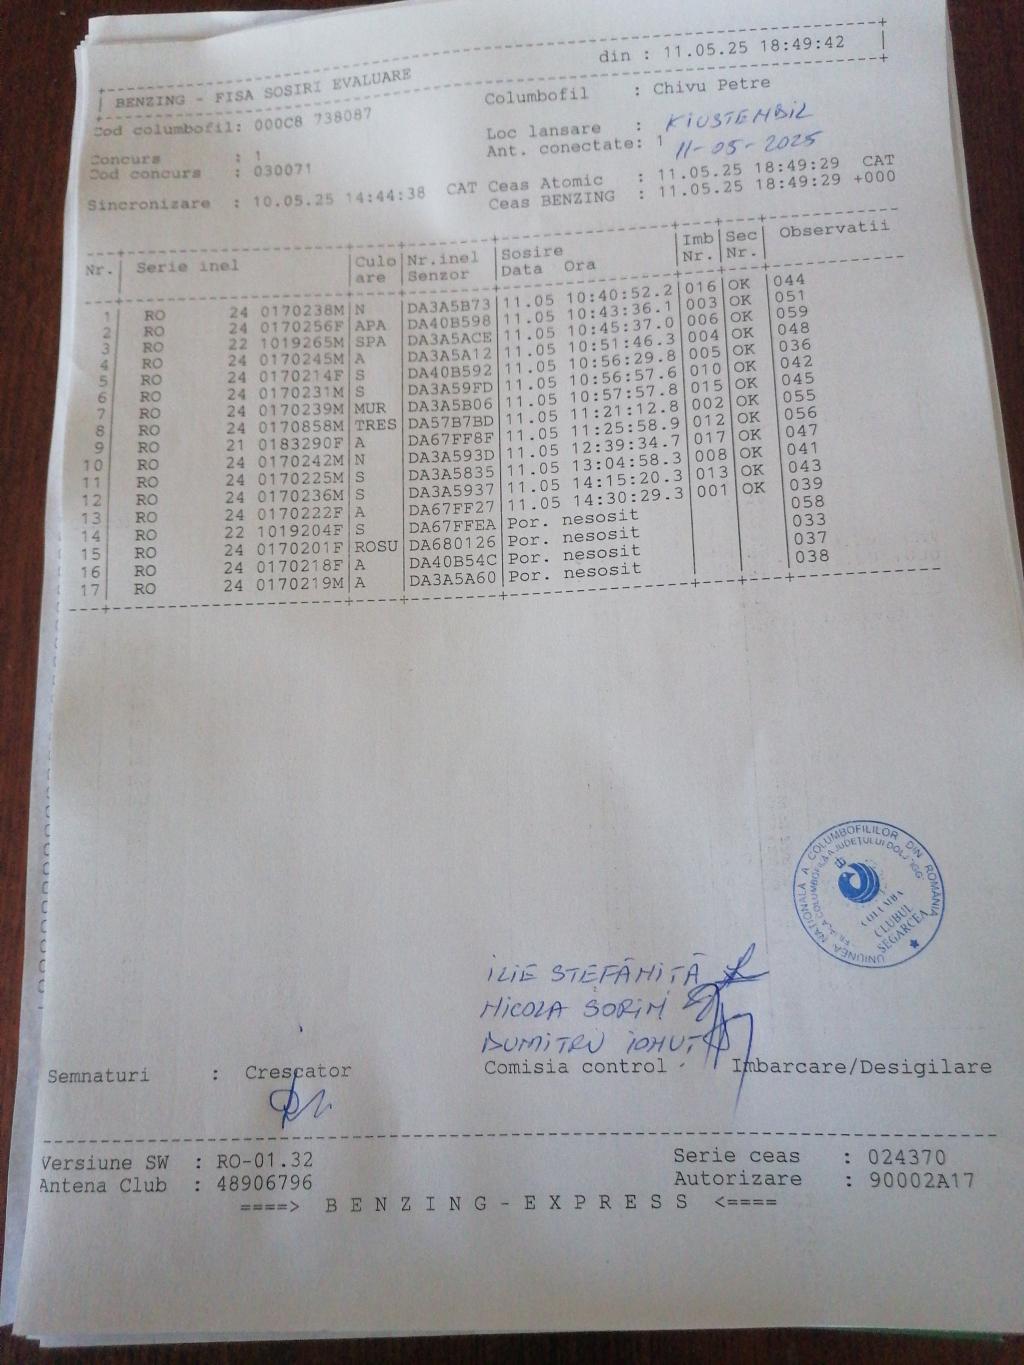 BENZING - FISA SOSIRI EVALUARE din : 11.05.25 18:49:42
Cod columbofil: 000C8 738087 Columbofil : Chivu Petre
Loc lansare : KIUSTEMBIL
Concurs : 1 Ant. conectate: 1 11-05-2025
Cod concurs : 030071 Ceas Atomic : 11.05.25 18:49:29 CAT
Sincronizare : 10.05.25 14:44:38 CAT Ceas BENZING : 11.05.25 18:49:29 +000
Nr. Serie inel Culo Nr.inel Sosire Imb Sec Observatii
are Senzor Data Ora Nr. Nr.
1 RO 24 0170238M N DA3A5B73 11.05 10:40:52.2 016 OK 044
2 RO 24 0170256F APA DA40B598 11.05 10:43:36.1 003 OK 051
3 RO 22 1019265M SPA DA3A5ACE 11.05 10:45:37.0 006 OK 059
4 RO 24 0170245M A DA3A5A12 11.05 10:51:46.3 004 OK 048
5 RO 24 0170214F S DA40B592 11.05 10:56:29.8 005 OK 036
6 RO 24 0170231M S DA3A59FD 11.05 10:56:57.6 010 OK 042
7 RO 24 0170239M MUR DA3A5B06 11.05 10:57:57.8 015 OK 045
8 RO 24 0170858M TRES DA57B7BD 11.05 11:21:12.8 002 OK 055
9 RO 21 0183290F A DA67FF8F 11.05 11:25:58.9 012 OK 056
10 RO 24 0170242M N DA3A593D 11.05 12:39:34.7 017 OK 047
11 RO 24 0170225M S DA3A5835 11.05 13:04:58.3 008 OK 041
12 RO 24 0170236M S DA3A5937 11.05 14:15:20.3 013 OK 043
13 RO 24 0170222F A DA67FF27 11.05 14:30:29.3 001 OK 039
14 RO 22 1019204F S DA67FFEA Por. nesosit 058
15 RO 24 0170201F ROSU DA680126 Por. nesosit 033
16 RO 24 0170218F A DA40B54C Por. nesosit 037
17 RO 24 0170219M A DA3A5A60 Por. nesosit 038
UNIUNEA NAȚIONALĂ A COLUMBOFILILOR DIN ROMÂNIA
COLUMBOFILĂ A JUDEȚULUI DOLJ
COLUMBA
CLUBUL
SEGARCEA
ILIE STEFĂNIȚĂ
NICOLA SORIN
DUMITRU IONUT
Semnaturi : Crescator Comisia control Imbarcare/Desigilare
Versiune SW : RO-01.32 Serie ceas : 024370
Antena Club : 48906796 Autorizare : 90002A17
====> B E N Z I N G - E X P R E S S <====